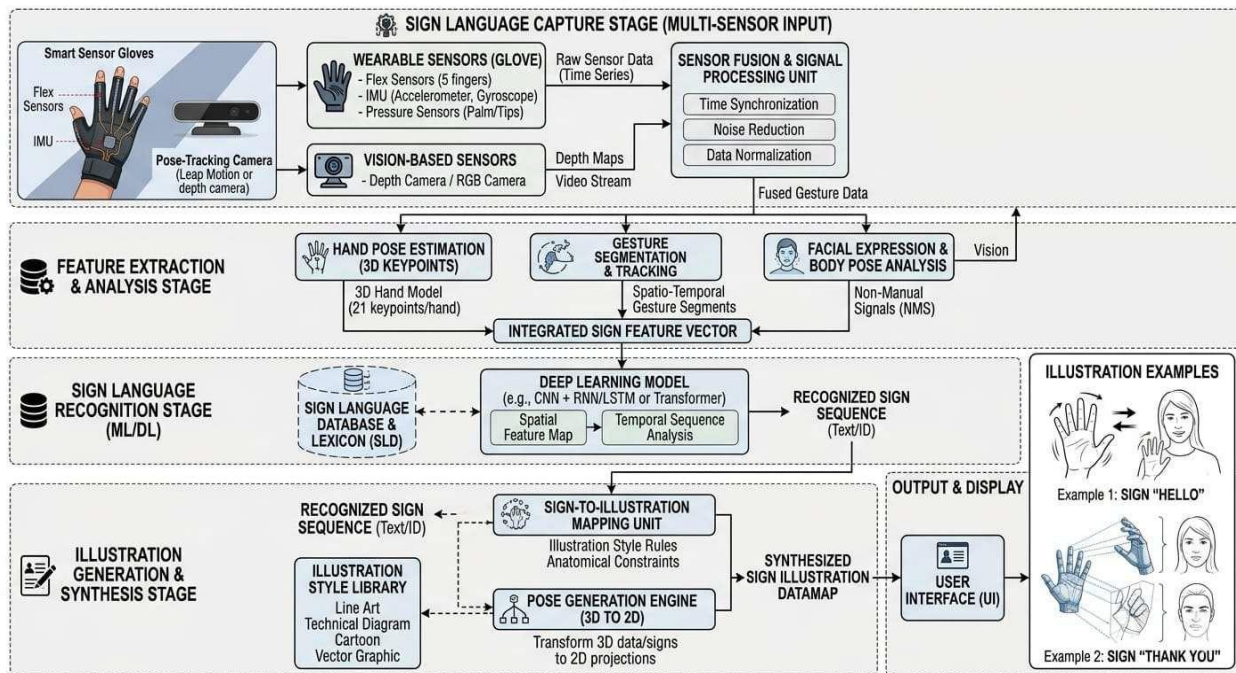 SIGN LANGUAGE CAPTURE STAGE (MULTI-SENSOR INPUT)
Smart Sensor Gloves
Flex
Sensors
IMU
Pose-Tracking Camera
(Leap Motion or
depth camera)
WEARABLE SENSORS (GLOVE)
- Flex Sensors (5 fingers)
- IMU (Accelerometer, Gyroscope)
- Pressure Sensors (Palm/Tips)
VISION-BASED SENSORS
- Depth Camera / RGB Camera
Raw Sensor Data
(Time Series)
Depth Maps
Video Stream
SENSOR FUSION & SIGNAL
PROCESSING UNIT
Time Synchronization
Noise Reduction
Data Normalization
Fused Gesture Data
FEATURE EXTRACTION
& ANALYSIS STAGE
HAND POSE ESTIMATION
(3D KEYPOINTS)
GESTURE
SEGMENTATION
& TRACKING
FACIAL EXPRESSION &
BODY POSE ANALYSIS
Vision
3D Hand Model
(21 keypoints/hand)
Spatio-Temporal
Gesture Segments
Non-Manual
Signals (NMS)
INTEGRATED SIGN FEATURE VECTOR
SIGN LANGUAGE
RECOGNITION STAGE
(ML/DL)
SIGN LANGUAGE
DATABASE &
LEXICON (SLD)
DEEP LEARNING MODEL
(e.g., CNN + RNN/LSTM or Transformer)
Spatial
Feature Map
Temporal Sequence
Analysis
RECOGNIZED SIGN
SEQUENCE
(Text/ID)
ILLUSTRATION
GENERATION &
SYNTHESIS STAGE
RECOGNIZED SIGN
SEQUENCE (Text/ID)
SIGN-TO-ILLUSTRATION
MAPPING UNIT
Illustration Style Rules
Anatomical Constraints
ILLUSTRATION
STYLE LIBRARY
Line Art
Technical Diagram
Cartoon
Vector Graphic
POSE GENERATION ENGINE
(3D TO 2D)
Transform 3D data/signs
to 2D projections
SYNTHESIZED
SIGN ILLUSTRATION
DATAMAP
OUTPUT & DISPLAY
USER
INTERFACE (UI)
ILLUSTRATION EXAMPLES
Example 1: SIGN "HELLO"
Example 2: SIGN "THANK YOU"